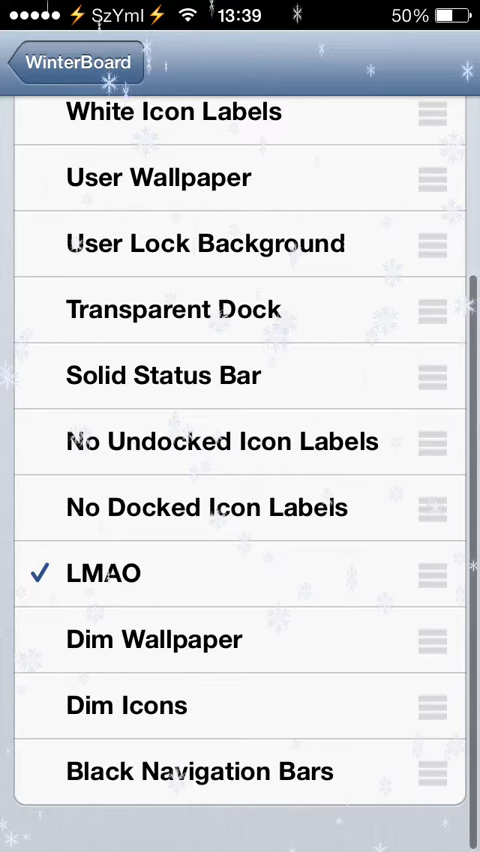 ⚡ SzYmI ⚡ 13:39 50%
WinterBoard
White Icon Labels
User Wallpaper
User Lock Background
Transparent Dock
Solid Status Bar
No Undocked Icon Labels
No Docked Icon Labels
✓ LMAO
Dim Wallpaper
Dim Icons
Black Navigation Bars